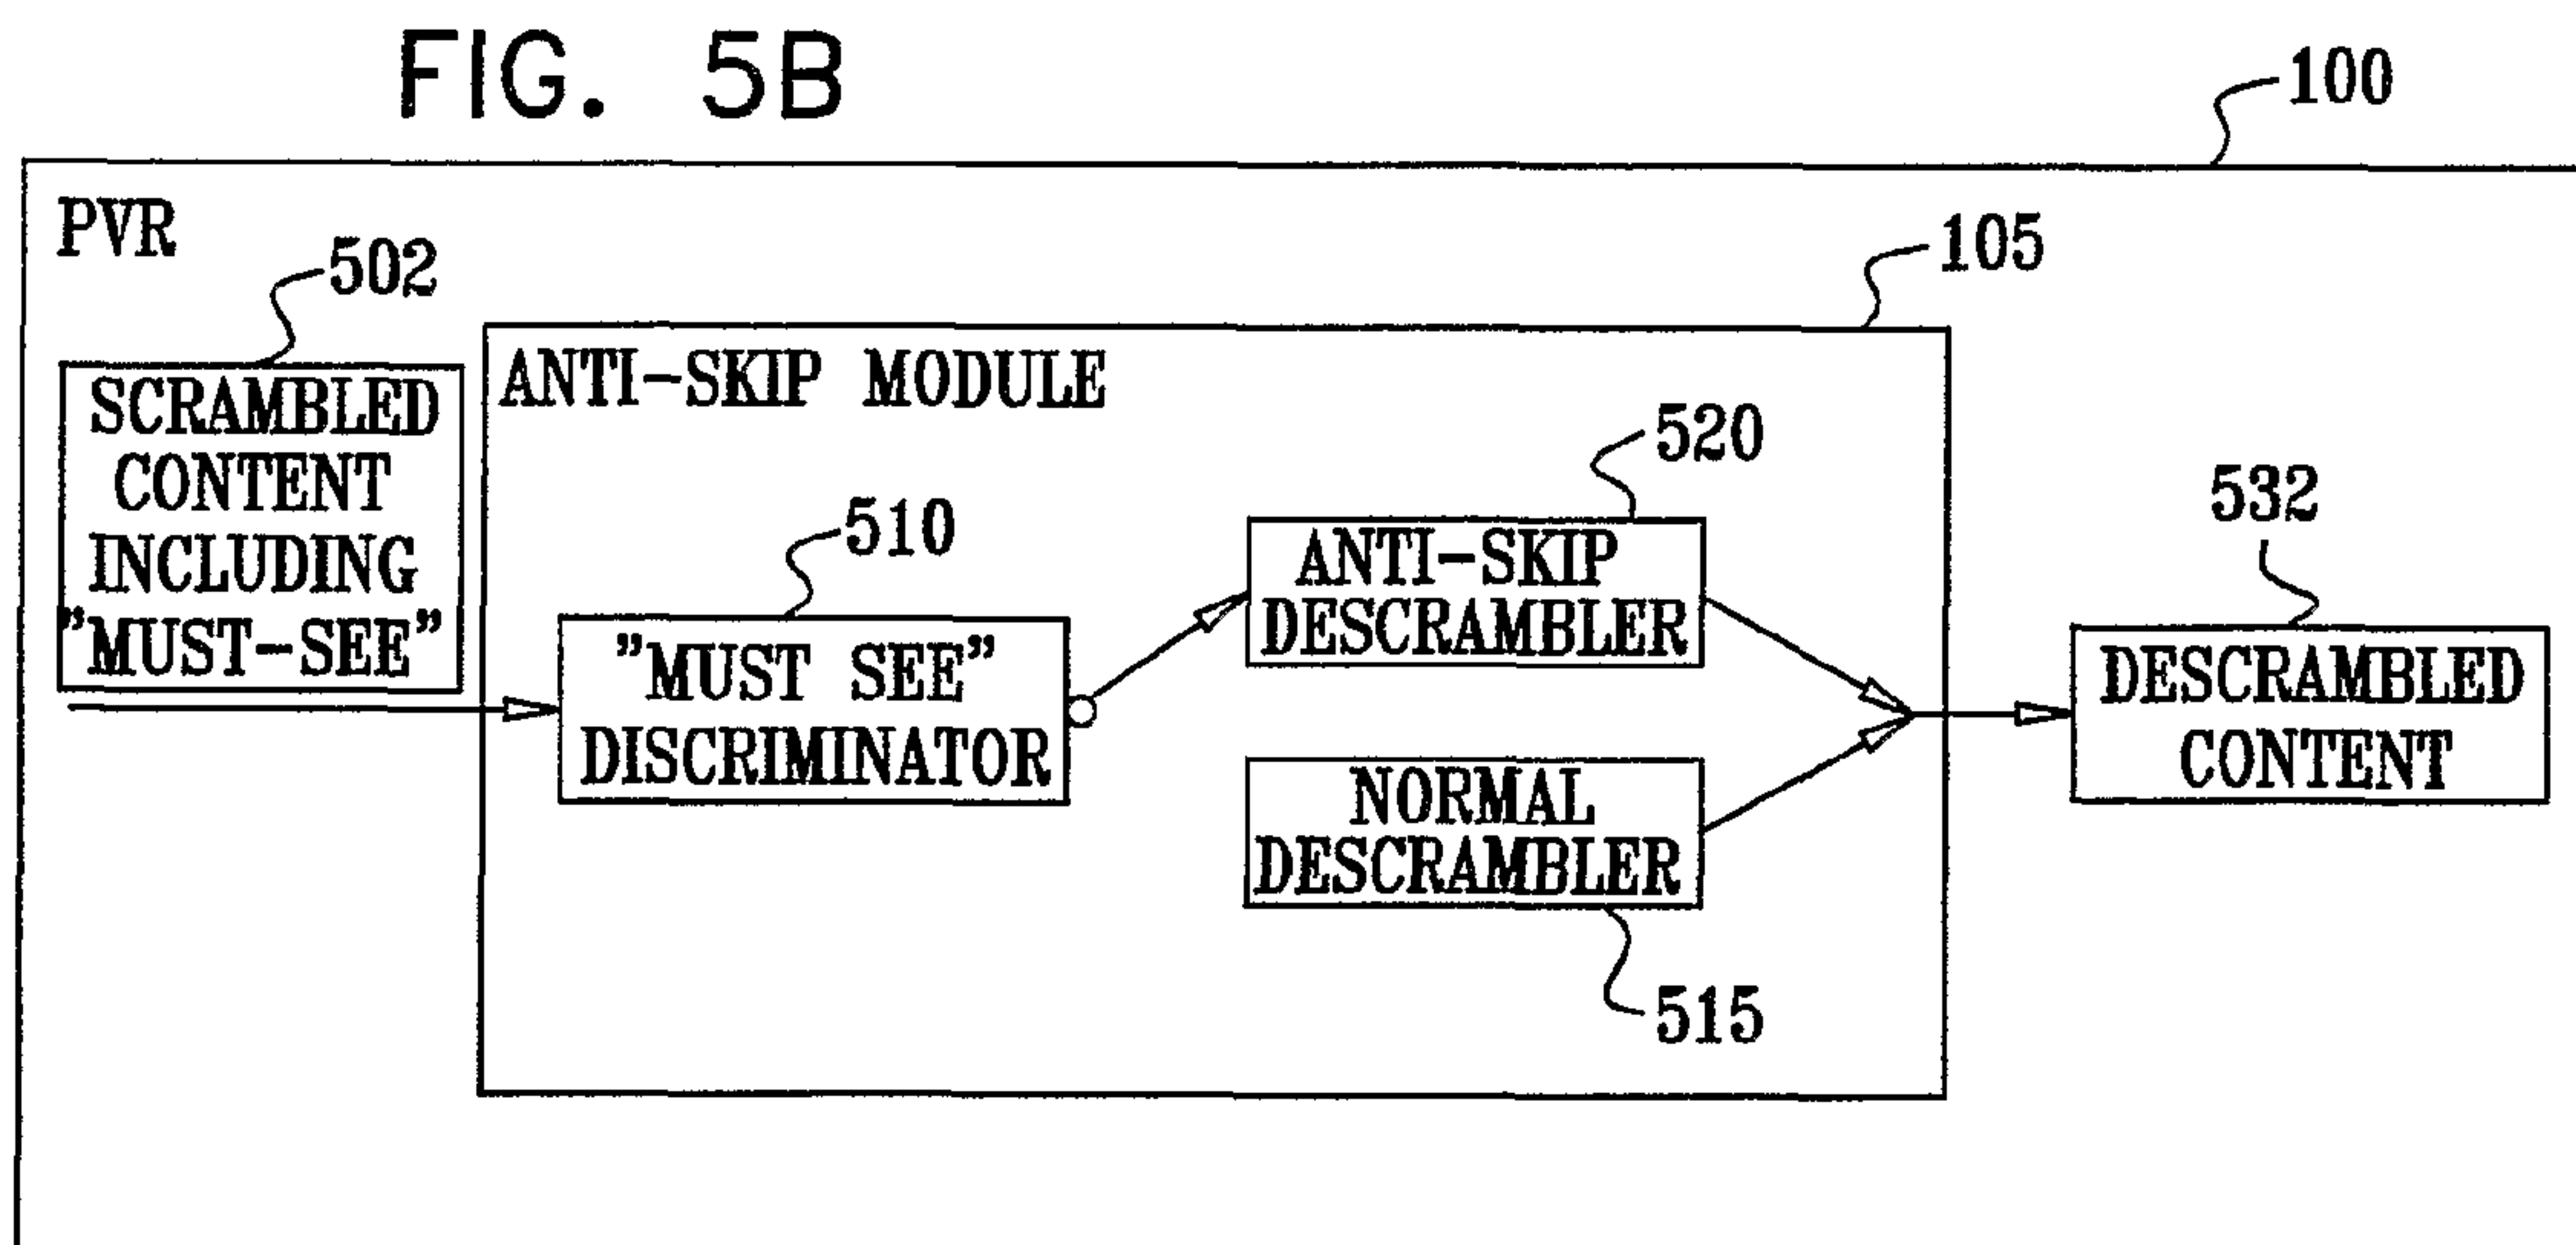 FIG. 5B
100
PVR
502
105
SCRAMBLED
CONTENT
INCLUDING
"MUST-SEE"
ANTI-SKIP MODULE
510
"MUST SEE"
DISCRIMINATOR
520
ANTI-SKIP
DESCRAMBLER
NORMAL
DESCRAMBLER
515
532
DESCRAMBLED
CONTENT